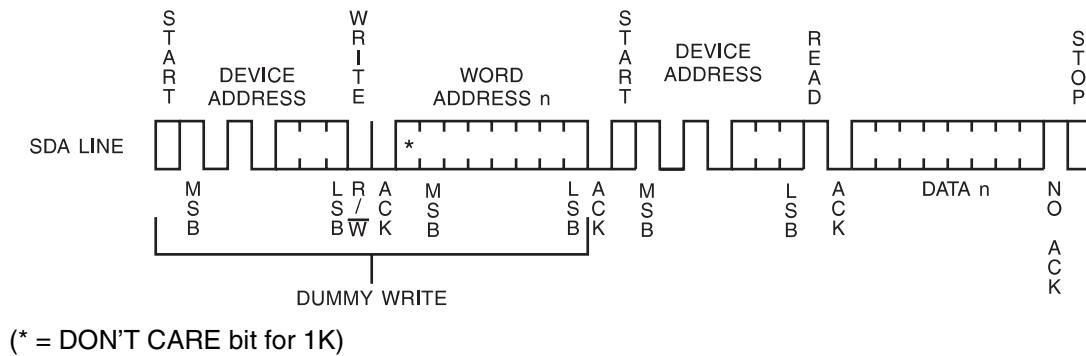 START
DEVICE
ADDRESS
WRITE
WORD
ADDRESS n
START
DEVICE
ADDRESS
READ
STOP
SDA LINE
*
MSB
LSB
R/W
ACK
MSB
LSB
ACK
MSB
LSB
ACK
DATA n
NO ACK
DUMMY WRITE
(* = DON'T CARE bit for 1K)